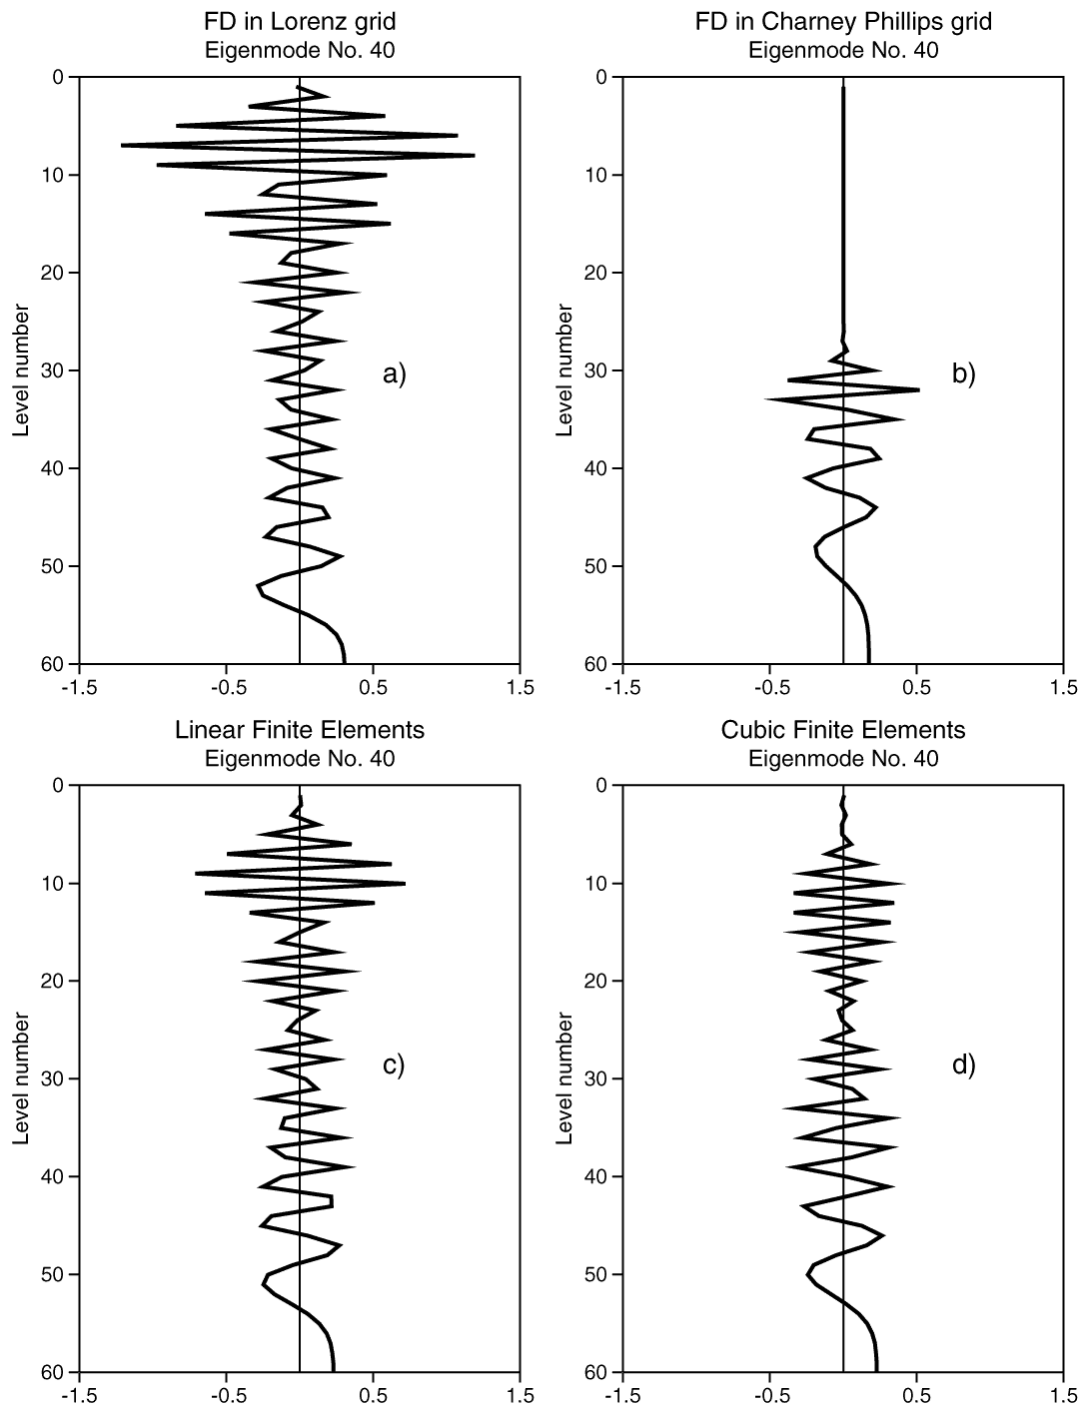 FD in Lorenz grid
Eigenmode No. 40
0
10
20
30
40
50
60
Level number
a)
-1.5
-0.5
0.5
1.5
FD in Charney Phillips grid
Eigenmode No. 40
0
10
20
30
40
50
60
Level number
b)
-1.5
-0.5
0.5
1.5
Linear Finite Elements
Eigenmode No. 40
0
10
20
30
40
50
60
Level number
c)
-1.5
-0.5
0.5
1.5
Cubic Finite Elements
Eigenmode No. 40
0
10
20
30
40
50
60
Level number
d)
-1.5
-0.5
0.5
1.5